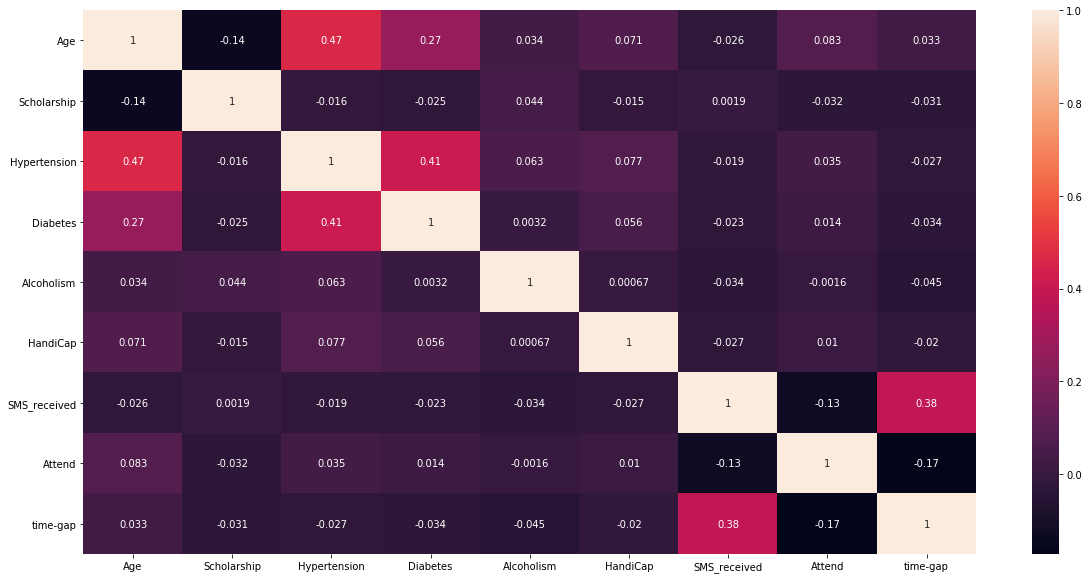 1.0
Age 1 -0.14 0.47 0.27 0.034 0.071 -0.026 0.083 0.033
Scholarship -0.14 1 -0.016 -0.025 0.044 -0.015 0.0019 -0.032 -0.031
0.8
Hypertension 0.47 -0.016 1 0.41 0.063 0.077 -0.019 0.035 -0.027
0.6
Diabetes 0.27 -0.025 0.41 1 0.0032 0.056 -0.023 0.014 -0.034
Alcoholism 0.034 0.044 0.063 0.0032 1 0.00067 -0.034 -0.0016 -0.045
0.4
HandiCap 0.071 -0.015 0.077 0.056 0.00067 1 -0.027 0.01 -0.02
0.2
SMS_received -0.026 0.0019 -0.019 -0.023 -0.034 -0.027 1 -0.13 0.38
Attend 0.083 -0.032 0.035 0.014 -0.0016 0.01 -0.13 1 -0.17
0.0
time-gap 0.033 -0.031 -0.027 -0.034 -0.045 -0.02 0.38 -0.17 1
Age Scholarship Hypertension Diabetes Alcoholism HandiCap SMS_received Attend time-gap